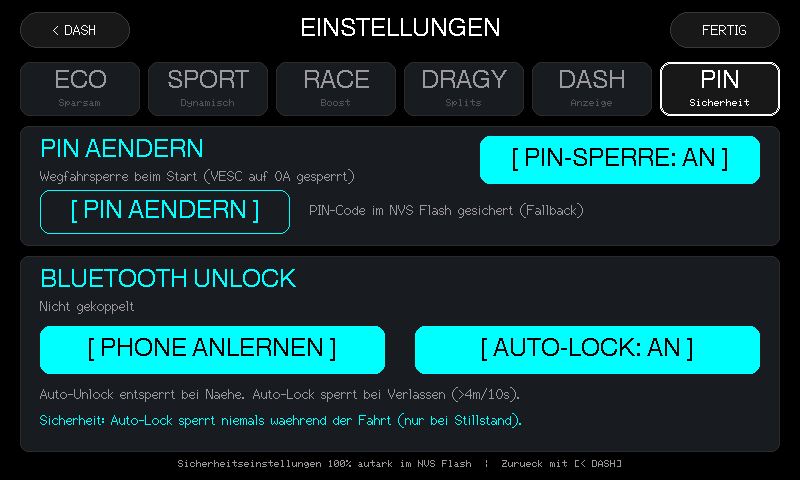 < DASH
EINSTELLUNGEN
FERTIG
ECO
Sparsam
SPORT
Dynamisch
RACE
Boost
DRAGY
Splits
DASH
Anzeige
PIN
Sicherheit
PIN AENDERN
Wegfahrsperre beim Start (VESC auf 0A gesperrt)
[ PIN-SPERRE: AN ]
[ PIN AENDERN ]
PIN-Code im NVS Flash gesichert (Fallback)
BLUETOOTH UNLOCK
Nicht gekoppelt
[ PHONE ANLERNEN ]
[ AUTO-LOCK: AN ]
Auto-Unlock entsperrt bei Naehe. Auto-Lock sperrt bei Verlassen (>4m/10s).
Sicherheit: Auto-Lock sperrt niemals waehrend der Fahrt (nur bei Stillstand).
Sicherheitseinstellungen 100% autark im NVS Flash | Zurueck mit [< DASH]